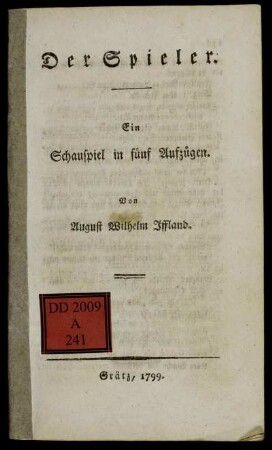 Der Spieler.
Ein
Schauspiel in fünf Aufzügen.
Von
August Wilhelm Iffland.
DD 2009
A
241
Grätz, 1799.